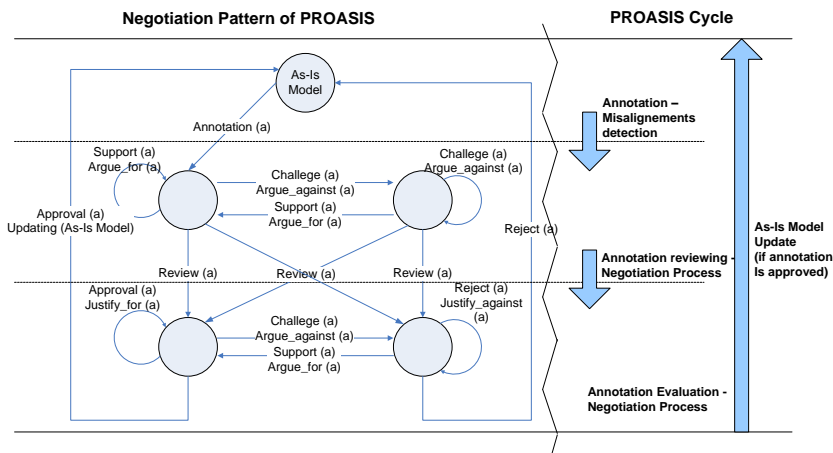 Negotiation Pattern of PROASIS
PROASIS Cycle
As-Is
Model
Annotation (a)
Annotation –
Misalignements
detection
Support (a)
Argue_for (a)
Challege (a)
Argue_against (a)
Support (a)
Argue_for (a)
Challege (a)
Argue_against (a)
Approval (a)
Updating (As-Is Model)
Reject (a)
As-Is Model
Update
(if annotation
Is approved)
Review (a)
Review (a)
Review (a)
Annotation reviewing -
Negotiation Process
Approval (a)
Justify_for (a)
Challege (a)
Argue_against (a)
Support (a)
Argue_for (a)
Reject (a)
Justify_against
(a)
Annotation Evaluation -
Negotiation Process